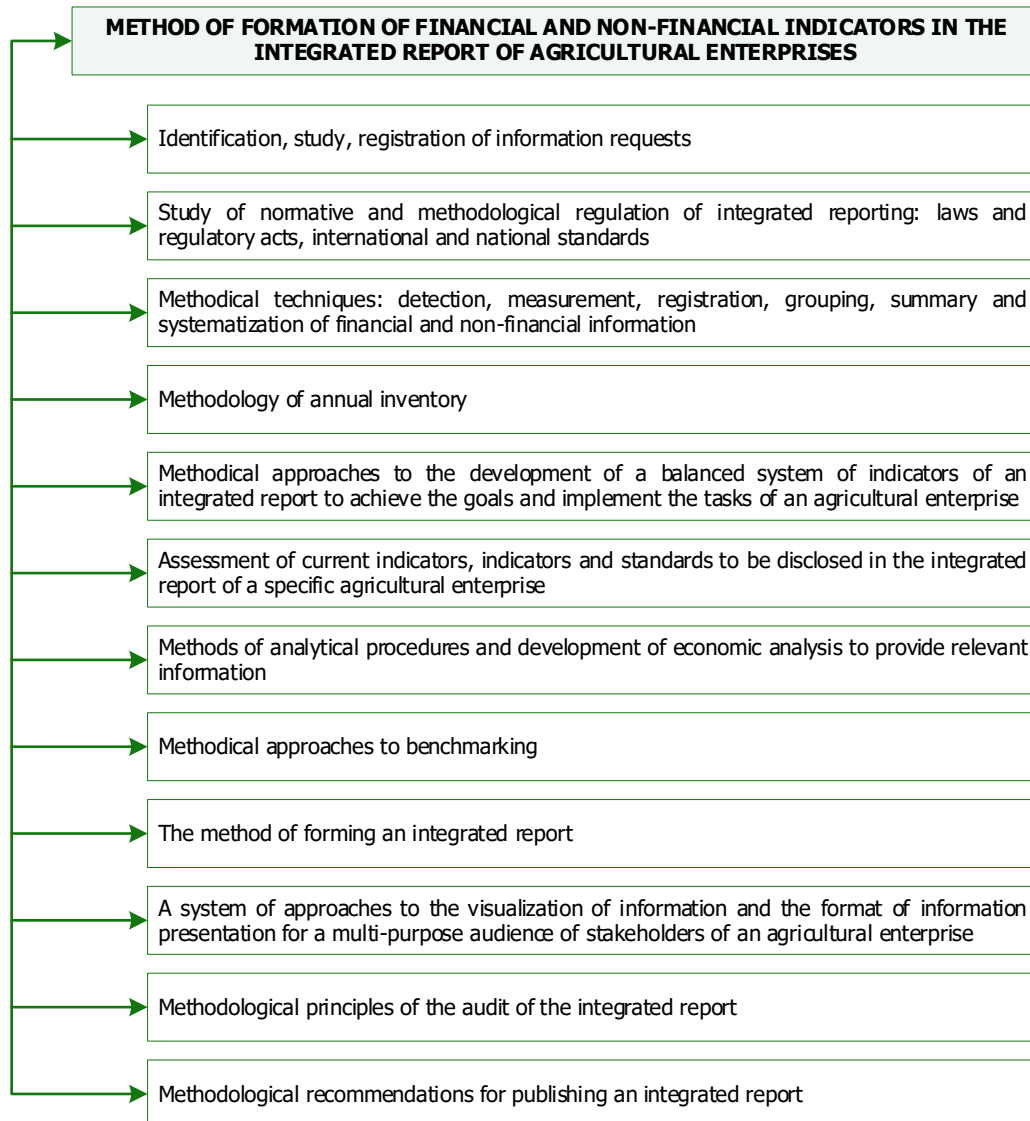 METHOD OF FORMATION OF FINANCIAL AND NON-FINANCIAL INDICATORS IN THE
INTEGRATED REPORT OF AGRICULTURAL ENTERPRISES
Identification, study, registration of information requests
Study of normative and methodological regulation of integrated reporting: laws and
regulatory acts, international and national standards
Methodical techniques: detection, measurement, registration, grouping, summary and
systematization of financial and non-financial information
Methodology of annual inventory
Methodical approaches to the development of a balanced system of indicators of an
integrated report to achieve the goals and implement the tasks of an agricultural enterprise
Assessment of current indicators, indicators and standards to be disclosed in the integrated
report of a specific agricultural enterprise
Methods of analytical procedures and development of economic analysis to provide relevant
information
Methodical approaches to benchmarking
The method of forming an integrated report
A system of approaches to the visualization of information and the format of information
presentation for a multi-purpose audience of stakeholders of an agricultural enterprise
Methodological principles of the audit of the integrated report
Methodological recommendations for publishing an integrated report